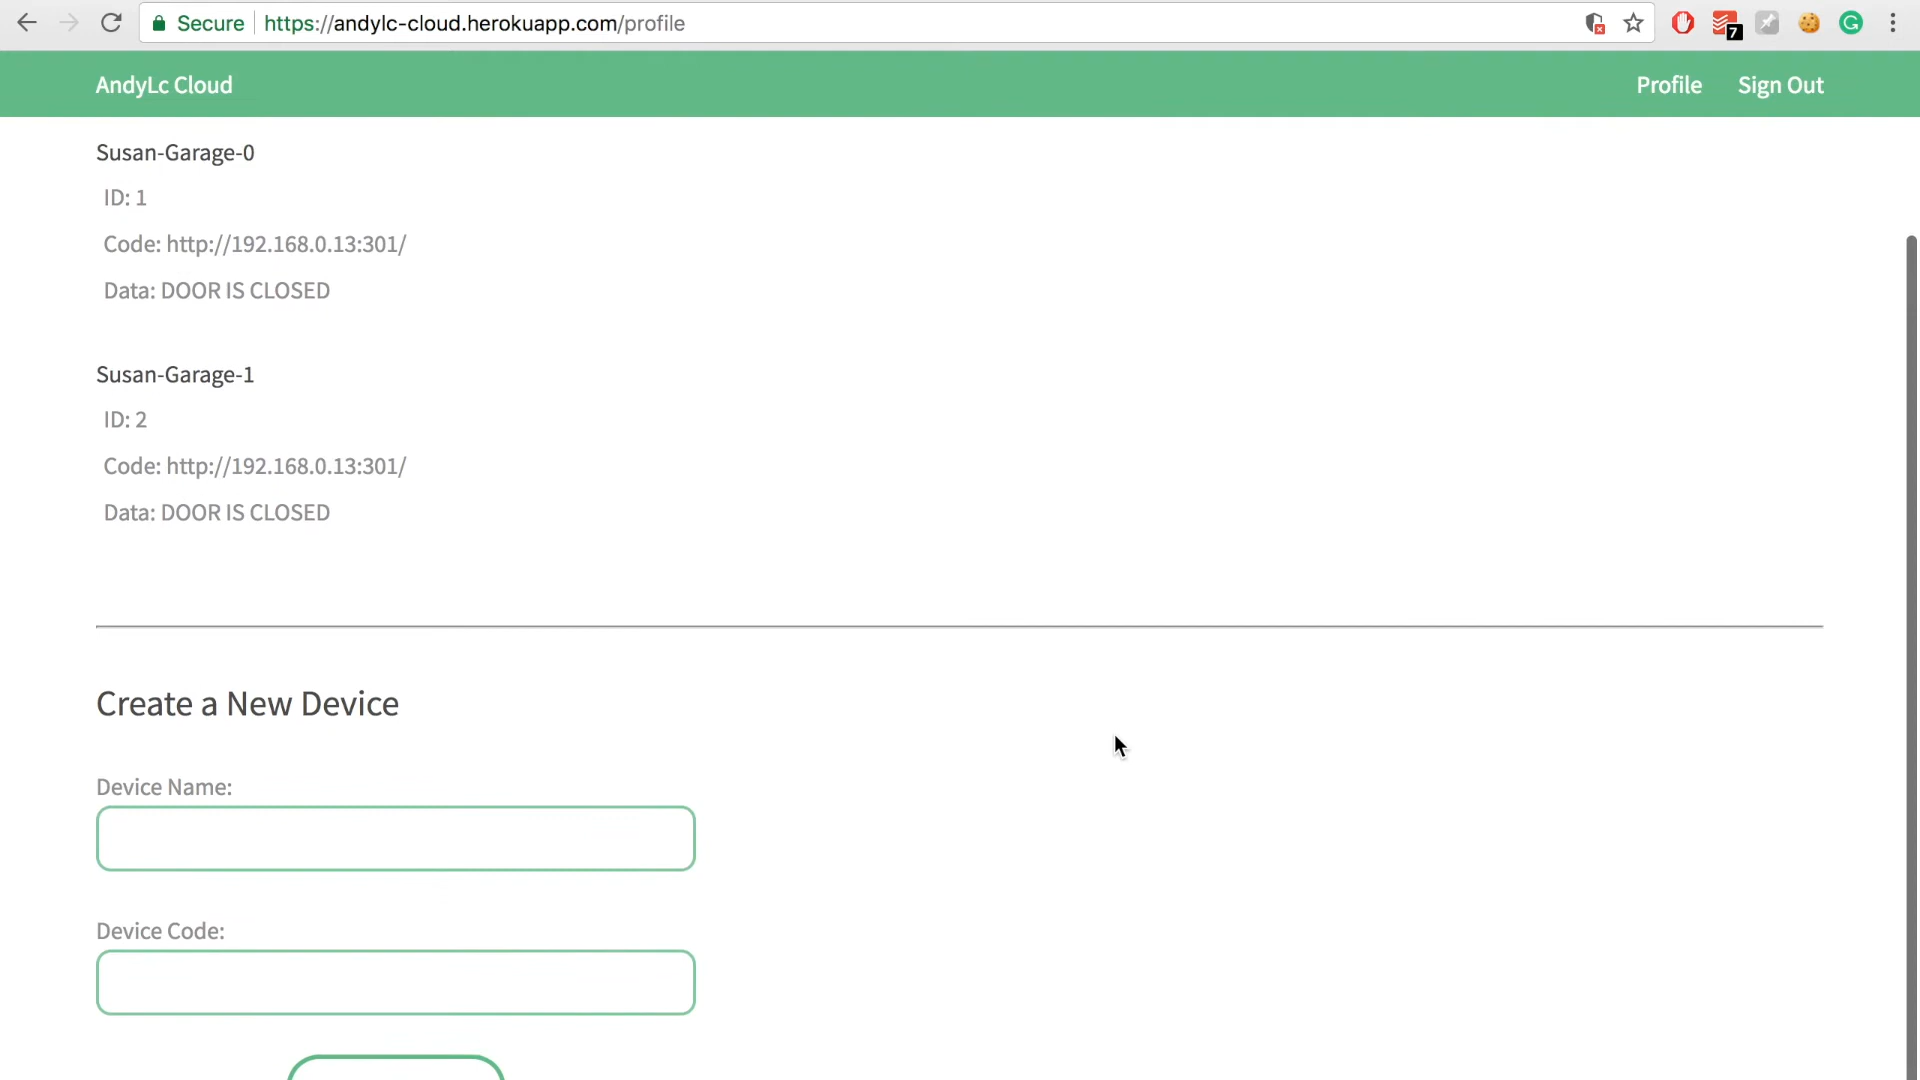 Secure https://andylc-cloud.herokuapp.com/profile
7
G
AndyLc Cloud
Profile
Sign Out
Susan-Garage-0
ID: 1
Code: http://192.168.0.13:301/
Data: DOOR IS CLOSED
Susan-Garage-1
ID: 2
Code: http://192.168.0.13:301/
Data: DOOR IS CLOSED
Create a New Device
Device Name:
Device Code: